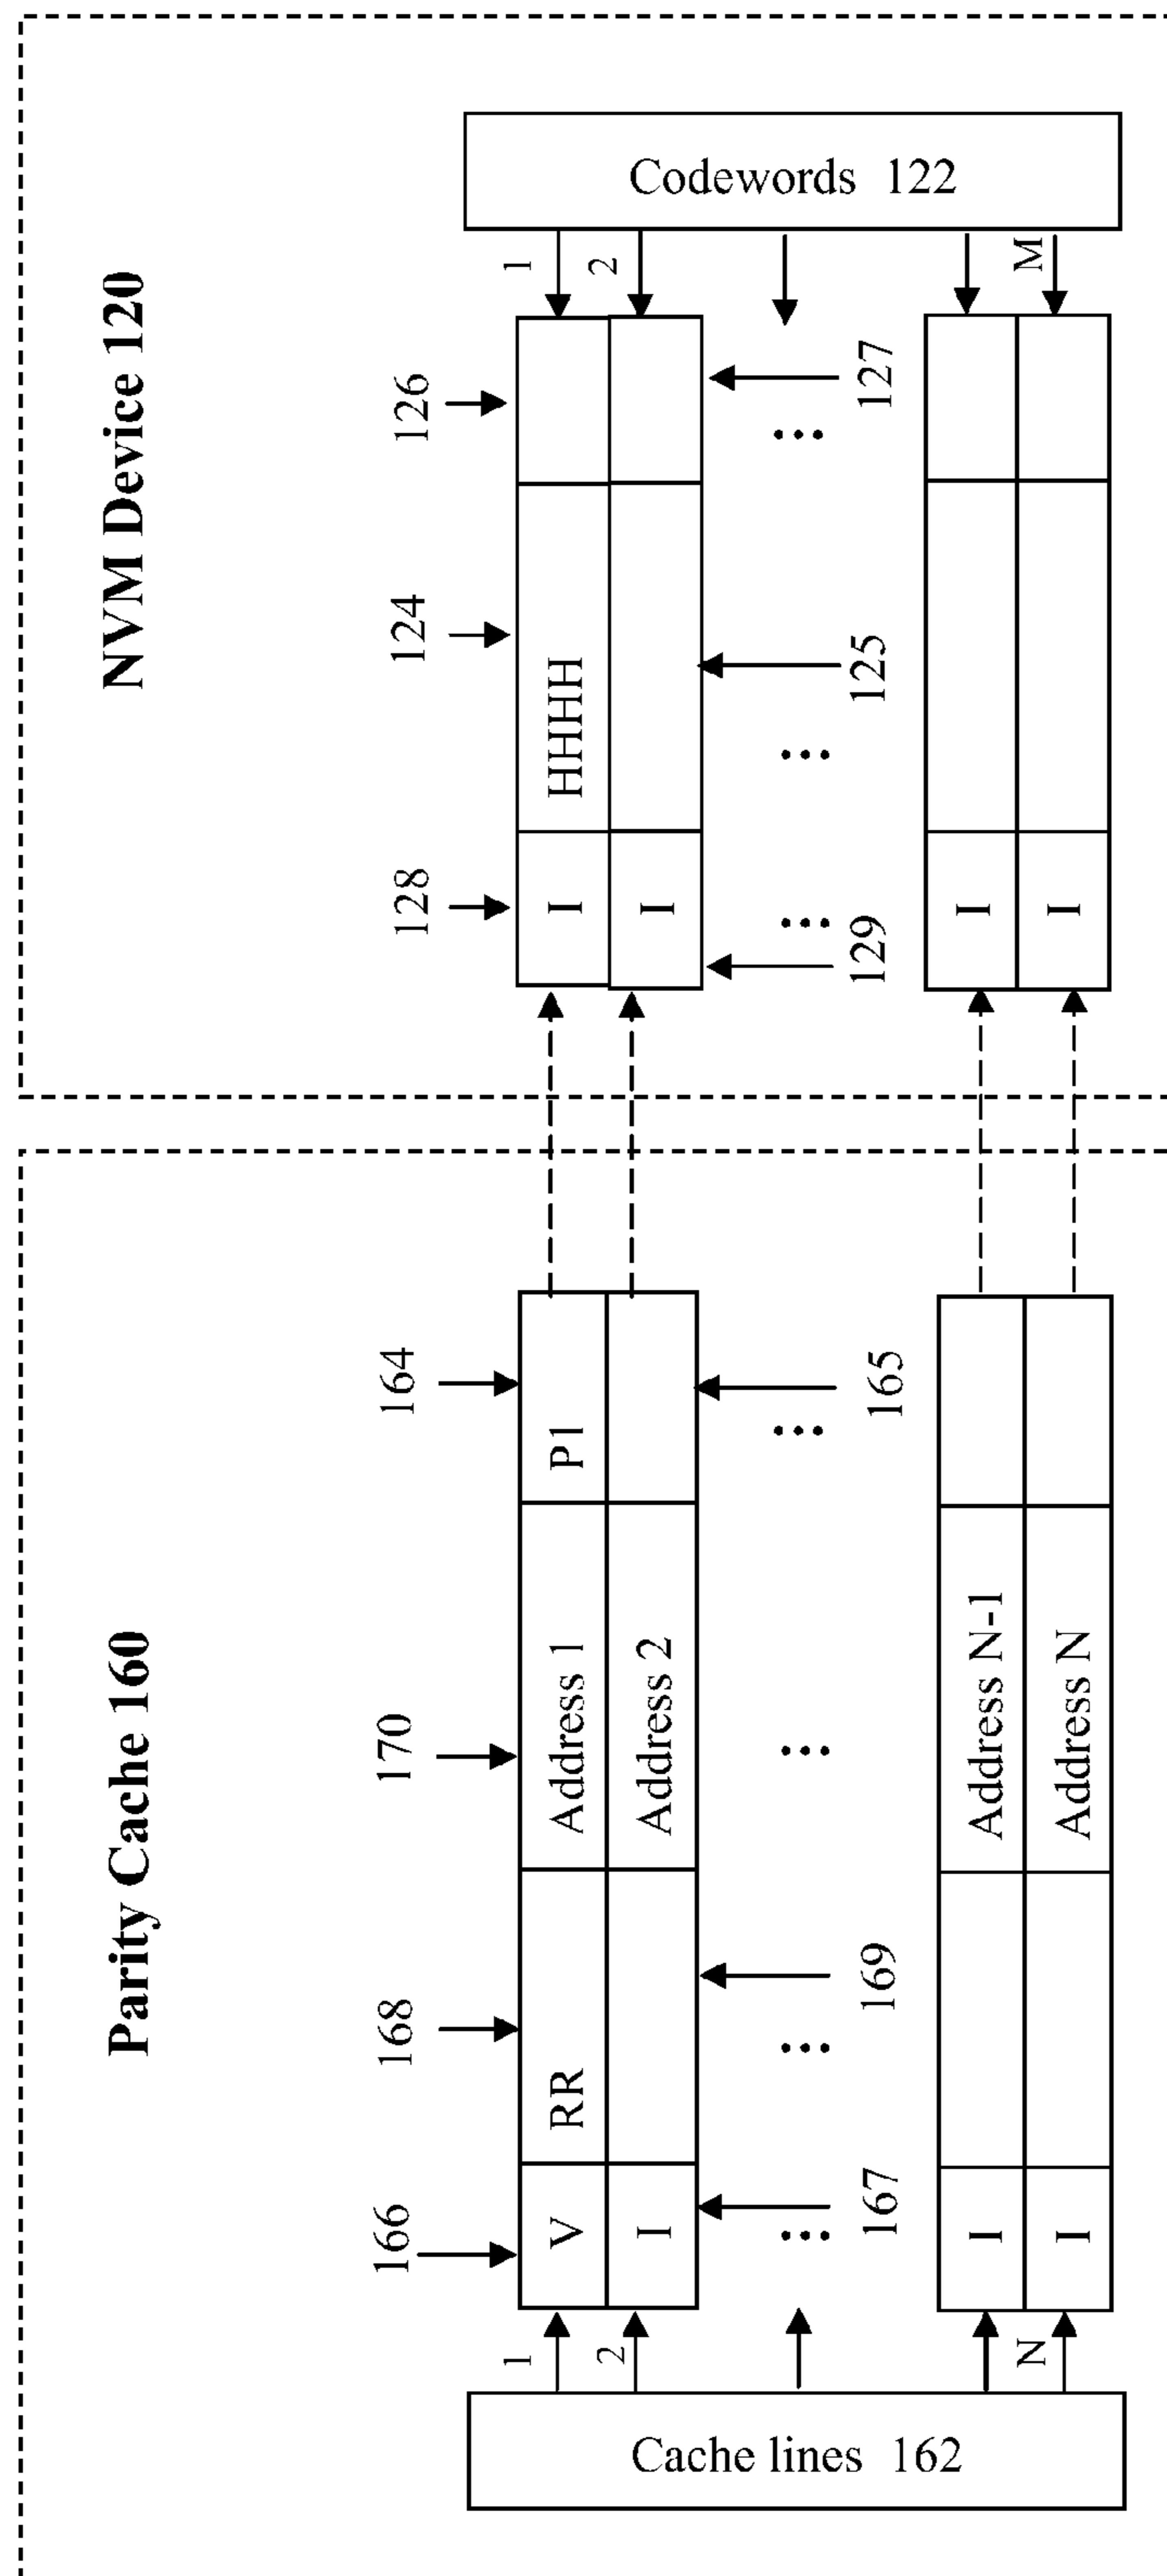 Parity Cache 160
NVM Device 120
166 168 170 164 128 124 126
Cache lines 162
1 V RR Address 1 P1 I HHHH 1
2 I Address 2 I 2
Codewords 122
167 169 165 129 125 127
I Address N-1 I
N I Address N I M